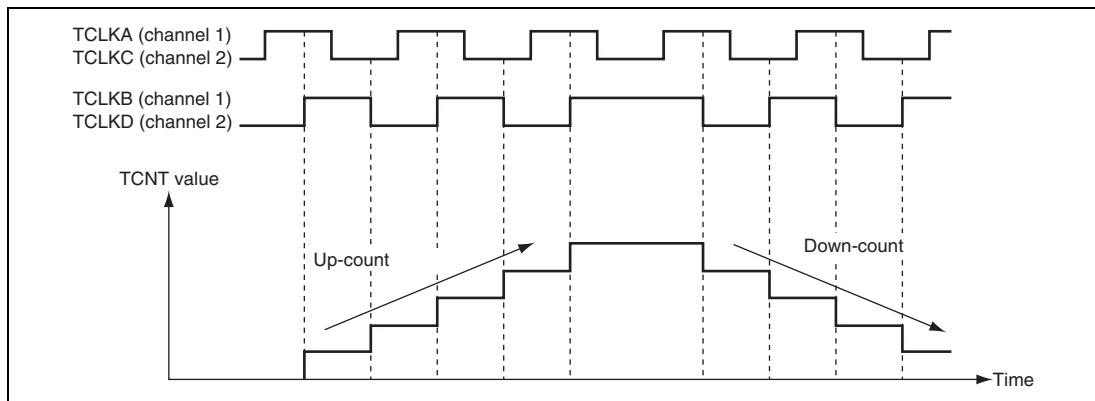 TCLKA (channel 1)
TCLKC (channel 2)
TCLKB (channel 1)
TCLKD (channel 2)
TCNT value
Up-count
Down-count
Time